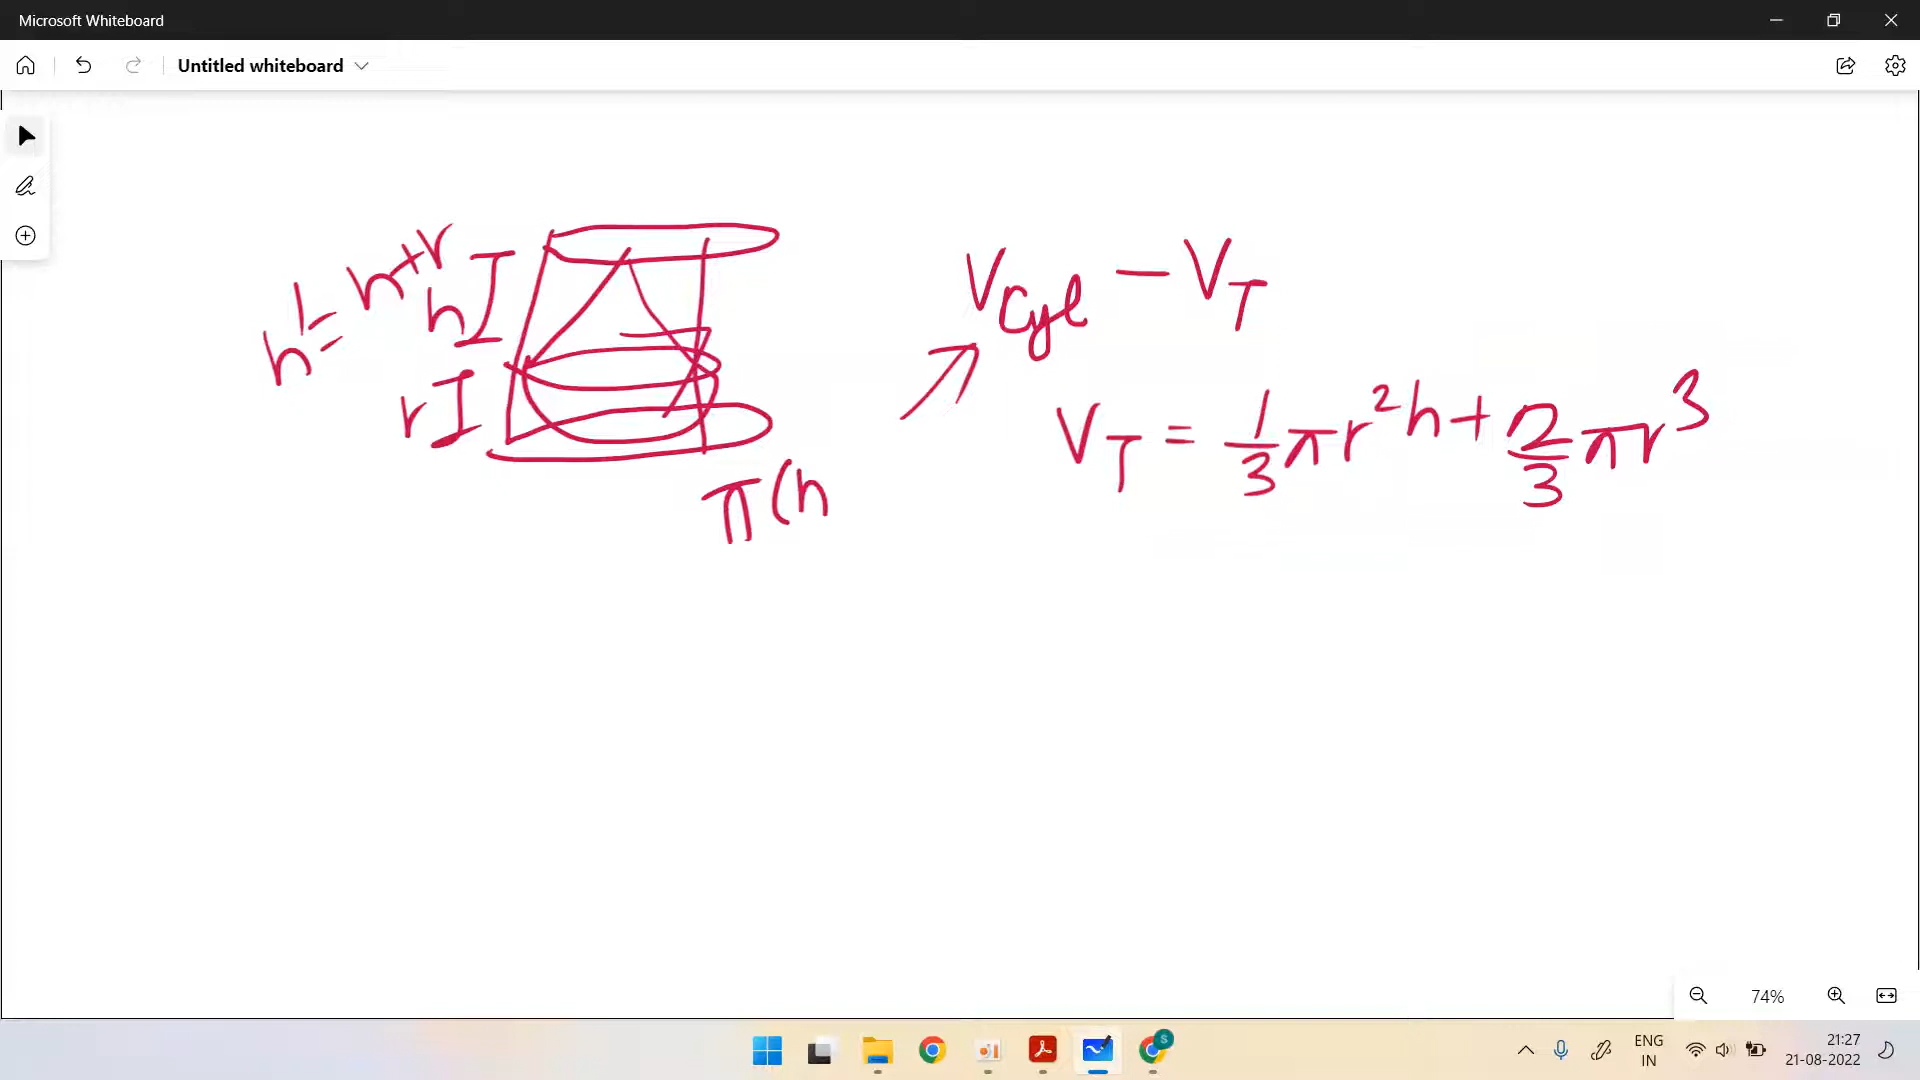 Microsoft Whiteboard
Untitled whiteboard
h' = h+r
h
r
π(h
V_Cyl - V_T
V_T = 1/3 πr²h + 2/3 πr³
74%
S
ENG
IN
21:27
21-08-2022